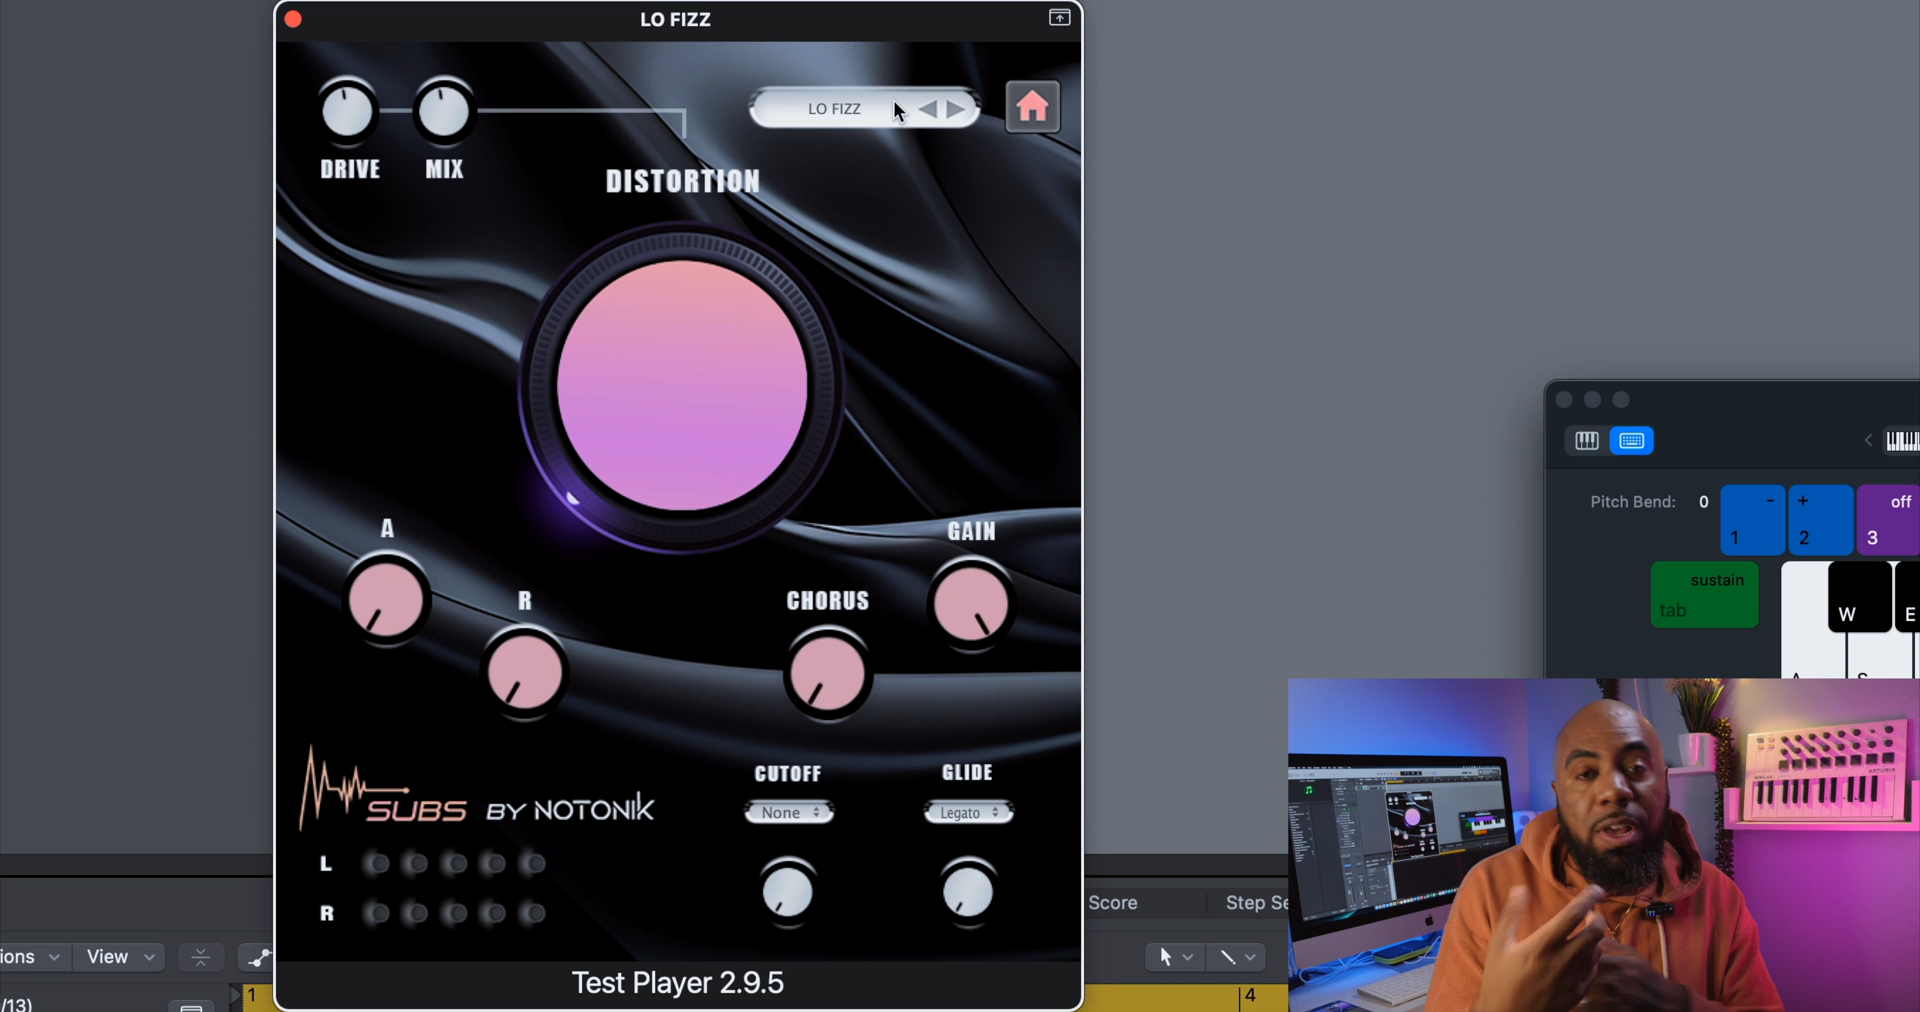 LO FIZZ
LO FIZZ
DRIVE
MIX
DISTORTION
A
R
CHORUS
GAIN
SUBS BY NOTONIK
CUTOFF
GLIDE
None
Legato
L
R
Test Player 2.9.5
Pitch Bend: 0
-
1
+
2
off
3
sustain
tab
W
E
Score
Step Se
ions
View
/13)
1
4
ARTURIA